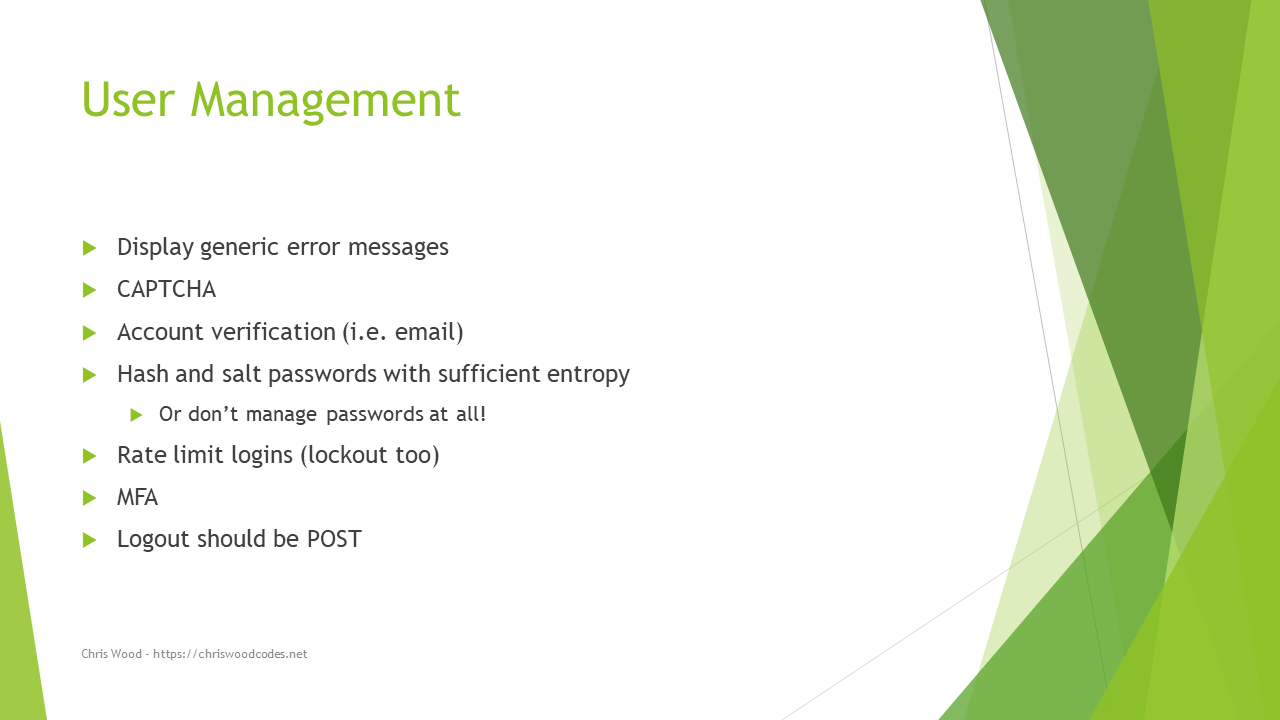 User Management
Display generic error messages
CAPTCHA
Account verification (i.e. email)
Hash and salt passwords with sufficient entropy
Or don’t manage passwords at all!
Rate limit logins (lockout too)
MFA
Logout should be POST
Chris Wood - https://chriswoodcodes.net